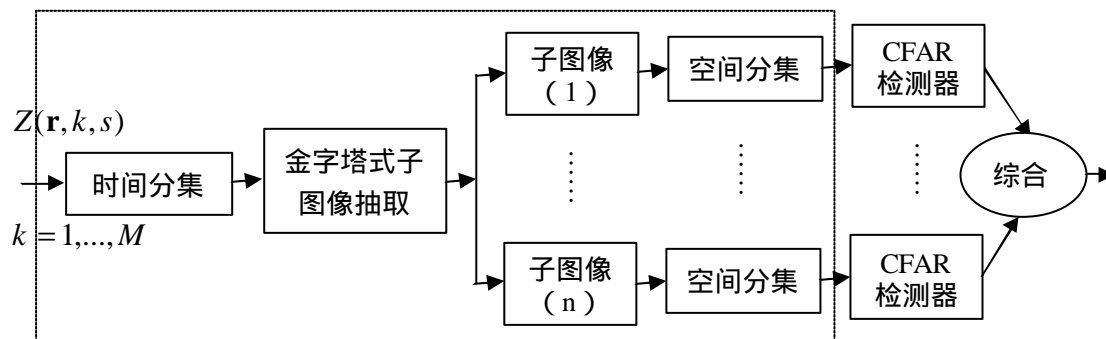 Z(r, k, s)
k = 1,..., M
时间分集
金字塔式子
图像抽取
子图像
（1）
空间分集
CFAR
检测器
子图像
（n）
空间分集
CFAR
检测器
综合